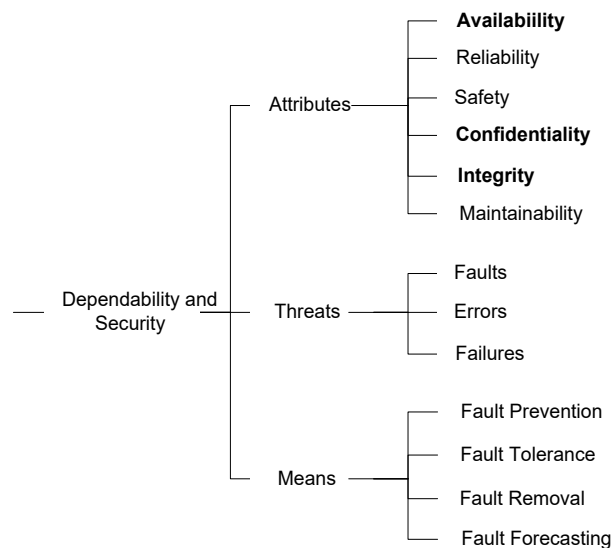 Availabiility
Reliability
Safety
Attributes
Confidentiality
Integrity
Maintainability
Dependability and
Security
Faults
Threats
Errors
Failures
Fault Prevention
Fault Tolerance
Means
Fault Removal
Fault Forecasting